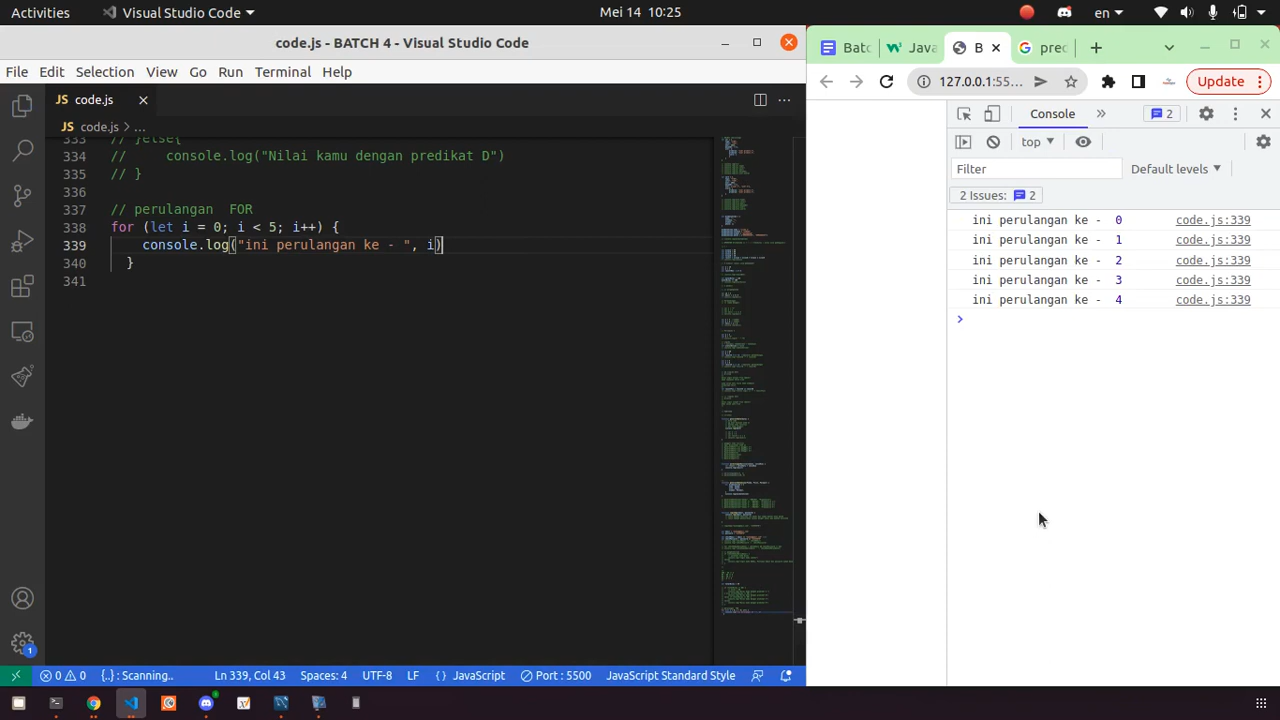 Activities
Visual Studio Code
Mei 14 10:25
en
code.js - BATCH 4 - Visual Studio Code
File Edit Selection View Go Run Terminal Help
JS code.js
JS code.js > ...
333 // }else{
334 //     console.log("Nilai kamu dengan predikat D")
335 // }
336
337 // perulangan  FOR
338 for (let i = 0; i < 5; i++) {
339     console.log("ini perulangan ke - ", i)
340   }
341
1
0 0 {..} : Scanning.. Ln 339, Col 43 Spaces: 4 UTF-8 LF {} JavaScript Port : 5500 JavaScript Standard Style
Batc
Java
B
pred
127.0.0.1:55...
Update
Console
2
top
Filter
Default levels
2 Issues: 2
ini perulangan ke -  0 code.js:339
ini perulangan ke -  1 code.js:339
ini perulangan ke -  2 code.js:339
ini perulangan ke -  3 code.js:339
ini perulangan ke -  4 code.js:339